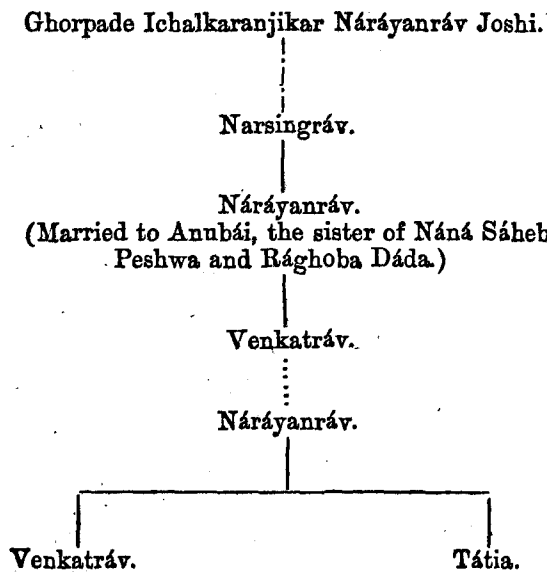 Ghorpade Ichalkaranjikar Náráyanráv Joshi.
Narsingráv.
Náráyanráv.
(Married to Anubái, the sister of Náná Sáheb
Peshwa and Rághoba Dáda.)
Venkatráv.
Náráyanráv.
Venkatráv. Tátia.